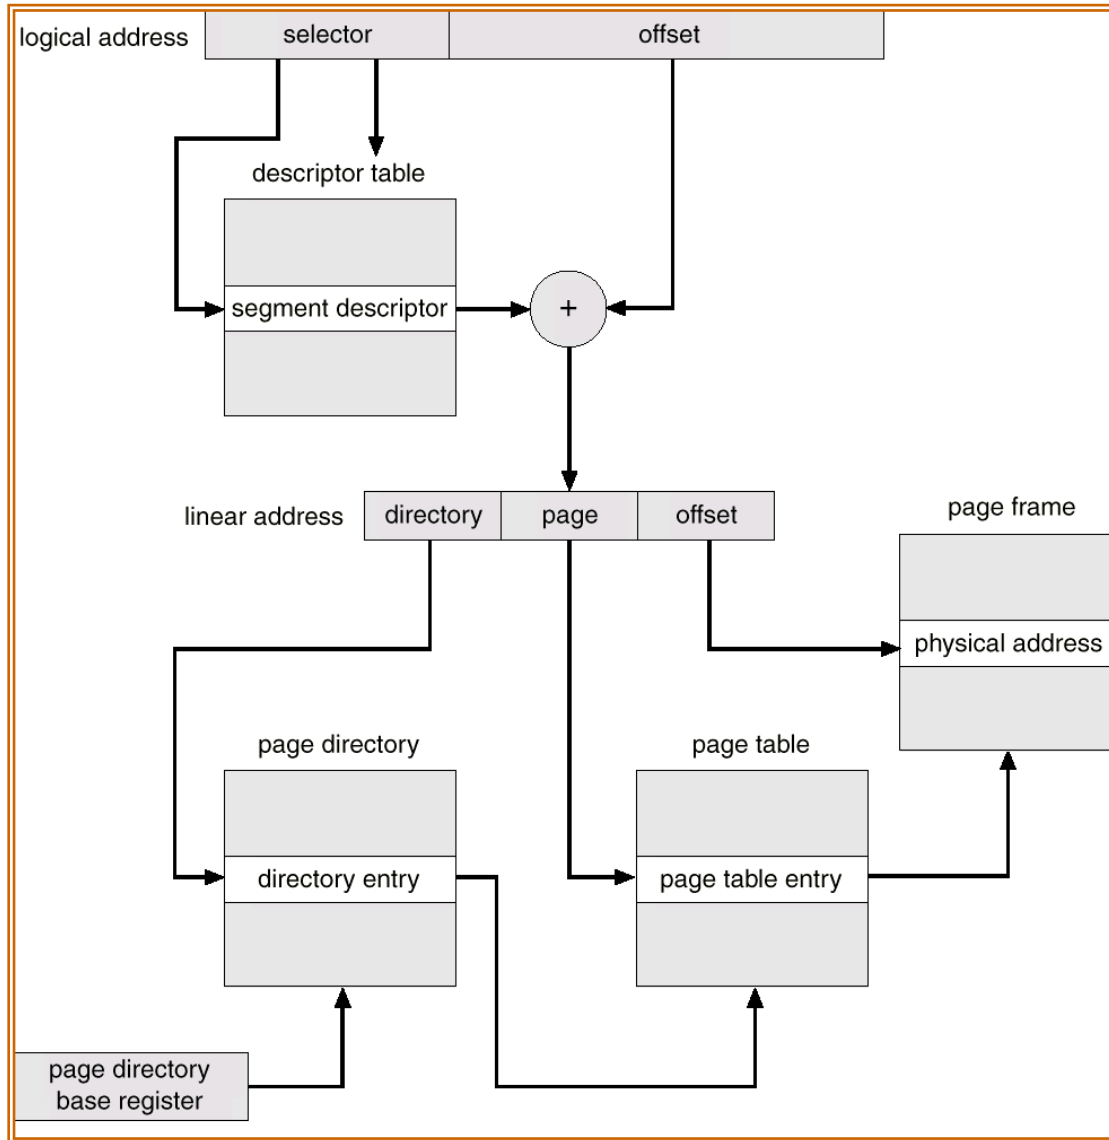 logical address
selector
offset
descriptor table
segment descriptor
+
linear address
directory
page
offset
page frame
physical address
page directory
page table
directory entry
page table entry
page directory
base register